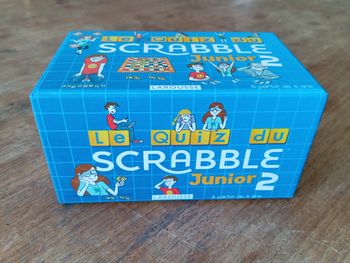 Le Quiz du
SCRABBLE
Junior 2
LAROUSSE
Le Quiz du
SCRABBLE
Junior 2
LAROUSSE